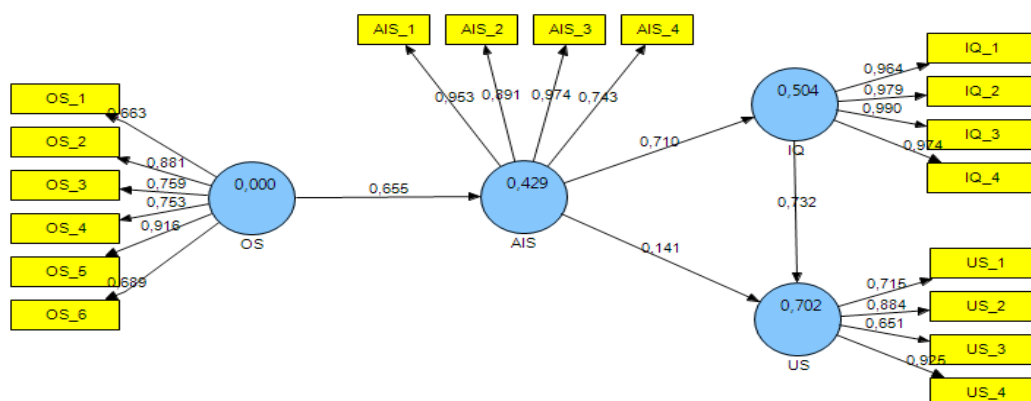 AIS_1 AIS_2 AIS_3 AIS_4
0,953 0,891 0,974 0,743
OS_1
OS_2
OS_3
OS_4
OS_5
OS_6
0,663
0,881
0,759
0,753
0,916
0,689
0,000
OS
0,655
0,429
AIS
0,710
0,141
0,504
IQ
0,732
0,702
US
0,964
0,979
0,990
0,974
IQ_1
IQ_2
IQ_3
IQ_4
0,715
0,884
0,651
0,925
US_1
US_2
US_3
US_4